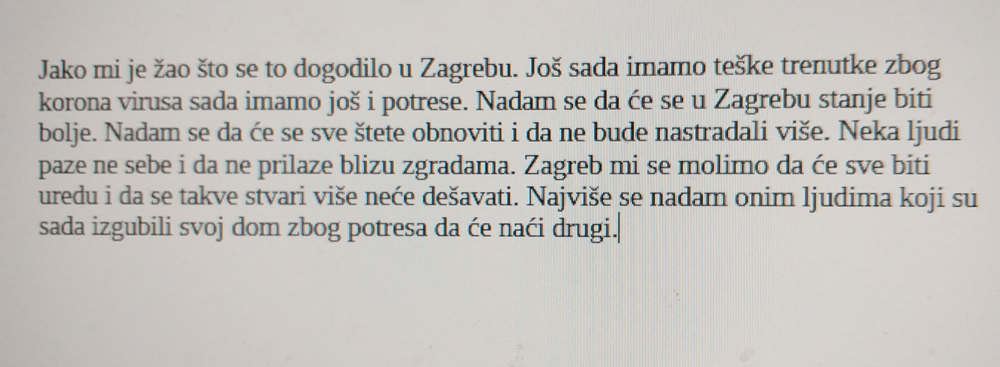 Jako mi je žao što se to dogodilo u Zagrebu. Još sada imamo teške trenutke zbog
korona virusa sada imamo još i potrese. Nadam se da će se u Zagrebu stanje biti
bolje. Nadam se da će se sve štete obnoviti i da ne bude nastradali više. Neka ljudi
paze ne sebe i da ne prilaze blizu zgradama. Zagreb mi se molimo da će sve biti
uredu i da se takve stvari više neće dešavati. Najviše se nadam onim ljudima koji su
sada izgubili svoj dom zbog potresa da će naći drugi.